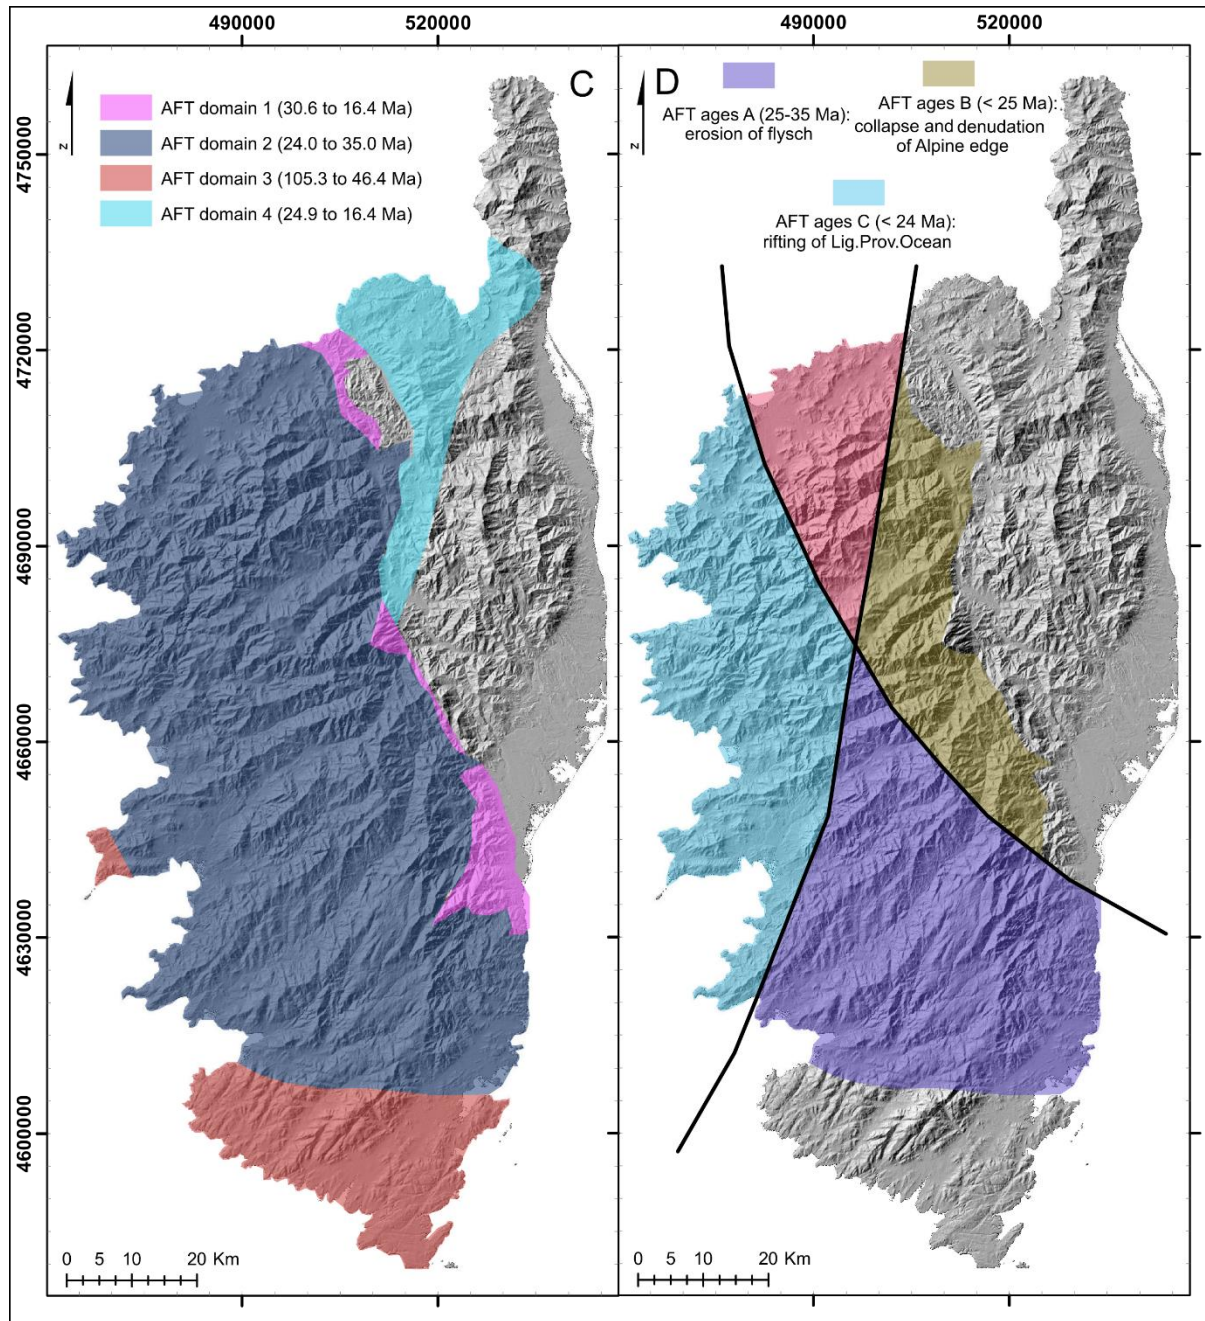 490000 520000 490000 520000
C
AFT domain 1 (30.6 to 16.4 Ma)
AFT domain 2 (24.0 to 35.0 Ma)
AFT domain 3 (105.3 to 46.4 Ma)
AFT domain 4 (24.9 to 16.4 Ma)
z
4750000
4720000
4690000
4660000
4630000
4600000
0 5 10 20 Km
D
AFT ages A (25-35 Ma):
erosion of flysch
AFT ages B (< 25 Ma):
collapse and denudation
of Alpine edge
AFT ages C (< 24 Ma):
rifting of Lig.Prov.Ocean
z
0 5 10 20 Km